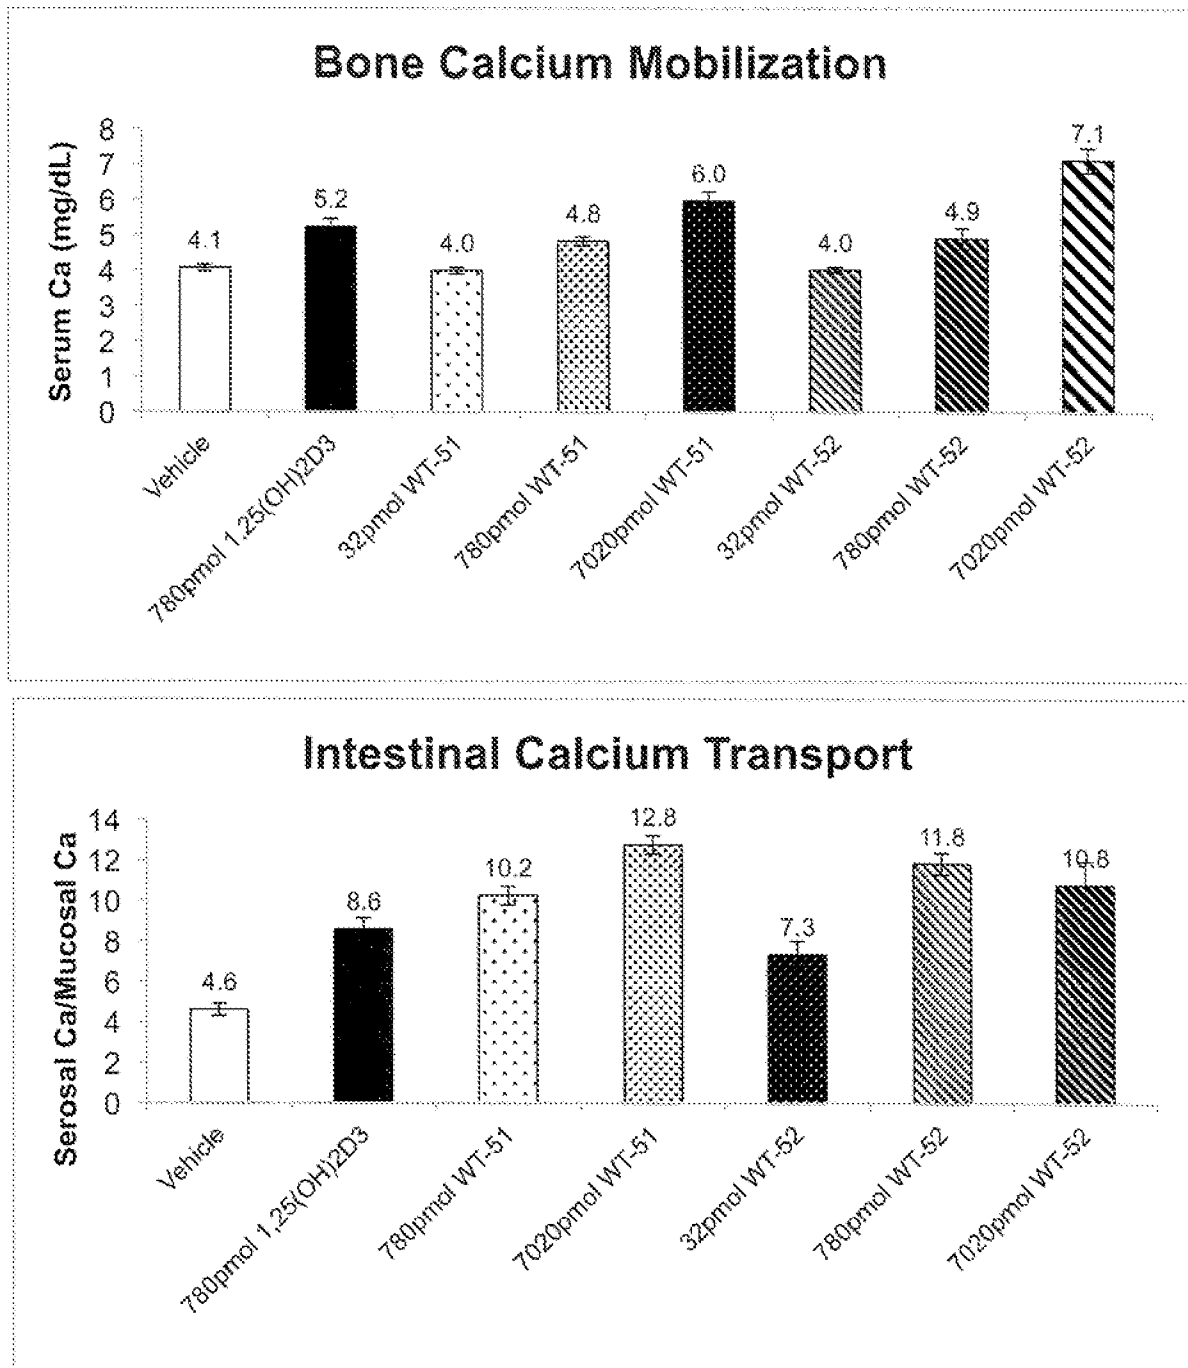 Bone Calcium Mobilization
Serum Ca (mg/dL)
8
7
6
5
4
3
2
1
0
4.1
5.2
4.0
4.8
6.0
4.0
4.9
7.1
Vehicle
780pmol 1,25(OH)2D3
32pmol WT-51
780pmol WT-51
7020pmol WT-51
32pmol WT-52
780pmol WT-52
7020pmol WT-52
Intestinal Calcium Transport
Serosal Ca/Mucosal Ca
14
12
10
8
6
4
2
0
4.6
8.6
10.2
12.8
7.3
11.8
10.8
Vehicle
780pmol 1,25(OH)2D3
780pmol WT-51
7020pmol WT-51
32pmol WT-52
780pmol WT-52
7020pmol WT-52